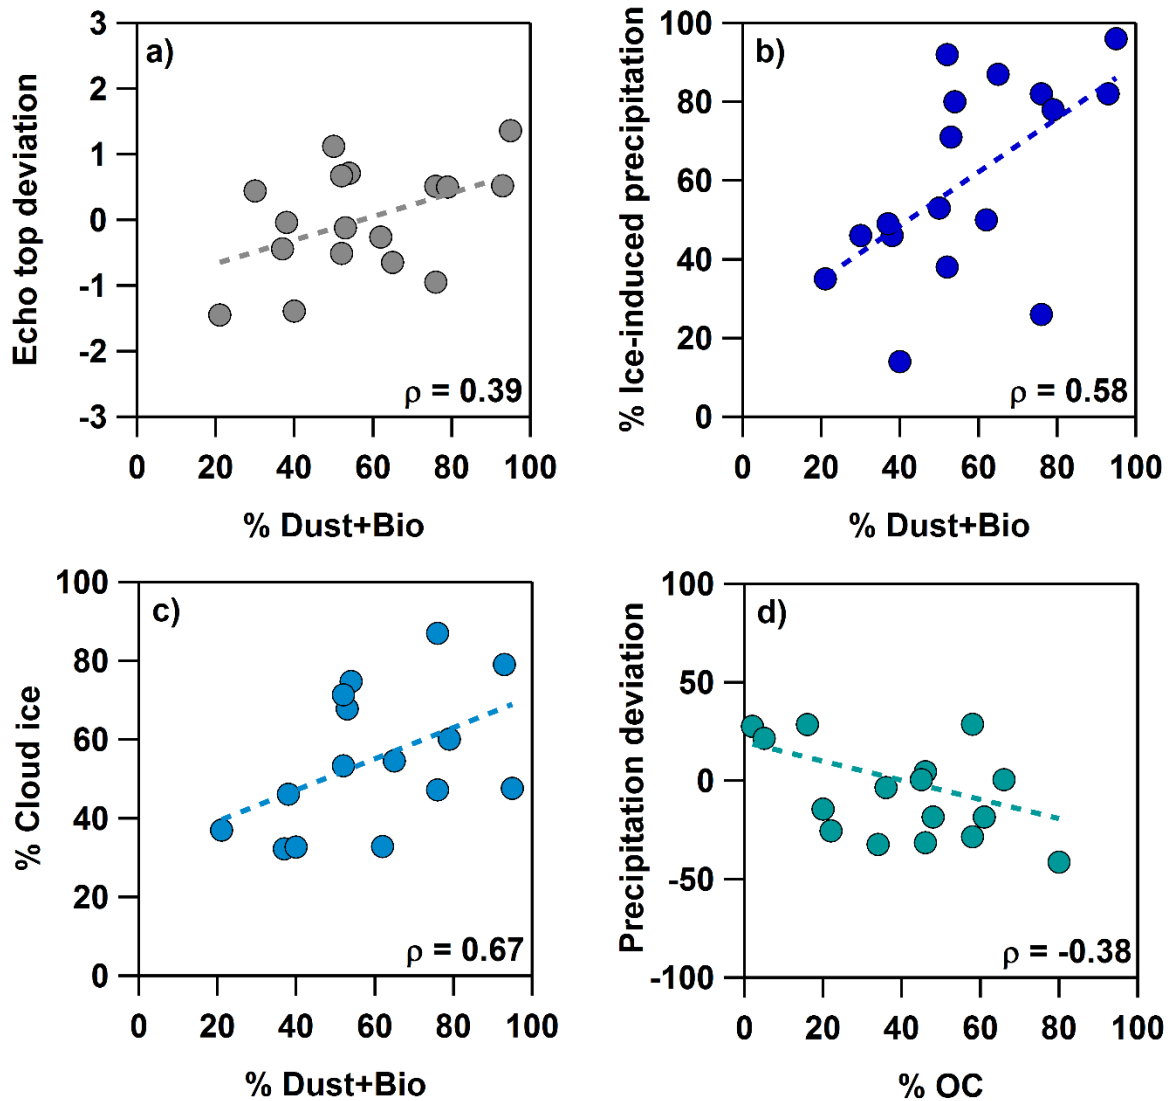 a)
Echo top deviation
3
2
1
0
-1
-2
-3
ρ = 0.39
0 20 40 60 80 100
% Dust+Bio
b)
% Ice-induced precipitation
100
80
60
40
20
0
ρ = 0.58
0 20 40 60 80 100
% Dust+Bio
c)
% Cloud ice
100
80
60
40
20
0
ρ = 0.67
0 20 40 60 80 100
% Dust+Bio
d)
Precipitation deviation
100
50
0
-50
-100
ρ = -0.38
0 20 40 60 80 100
% OC